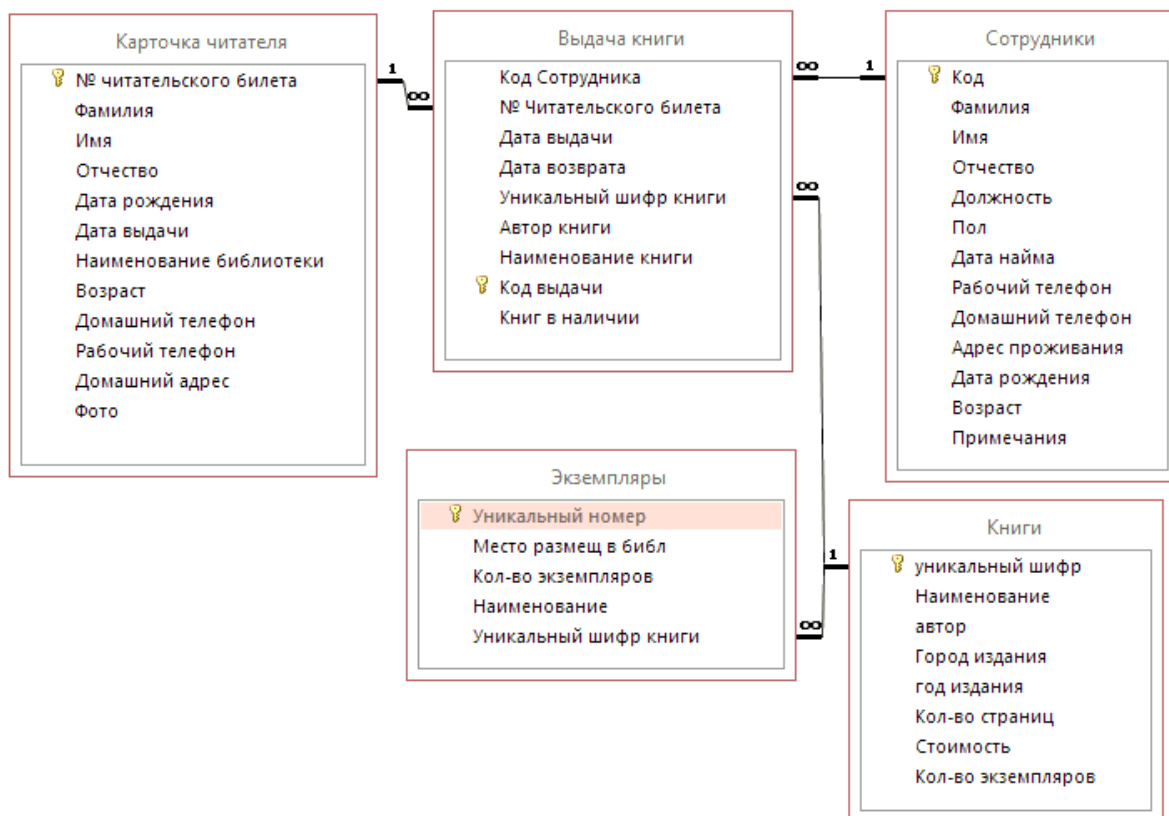 Карточка читателя
№ читательского билета
Фамилия
Имя
Отчество
Дата рождения
Дата выдачи
Наименование библиотеки
Возраст
Домашний телефон
Рабочий телефон
Домашний адрес
Фото
1
∞
Выдача книги
Код Сотрудника
№ Читательского билета
Дата выдачи
Дата возврата
Уникальный шифр книги
Автор книги
Наименование книги
Код выдачи
Книг в наличии
∞
1
∞
Сотрудники
Код
Фамилия
Имя
Отчество
Должность
Пол
Дата найма
Рабочий телефон
Домашний телефон
Адрес проживания
Дата рождения
Возраст
Примечания
Экземпляры
Уникальный номер
Место размещ в библ
Кол-во экземпляров
Наименование
Уникальный шифр книги
1
∞
Книги
уникальный шифр
Наименование
автор
Город издания
год издания
Кол-во страниц
Стоимость
Кол-во экземпляров